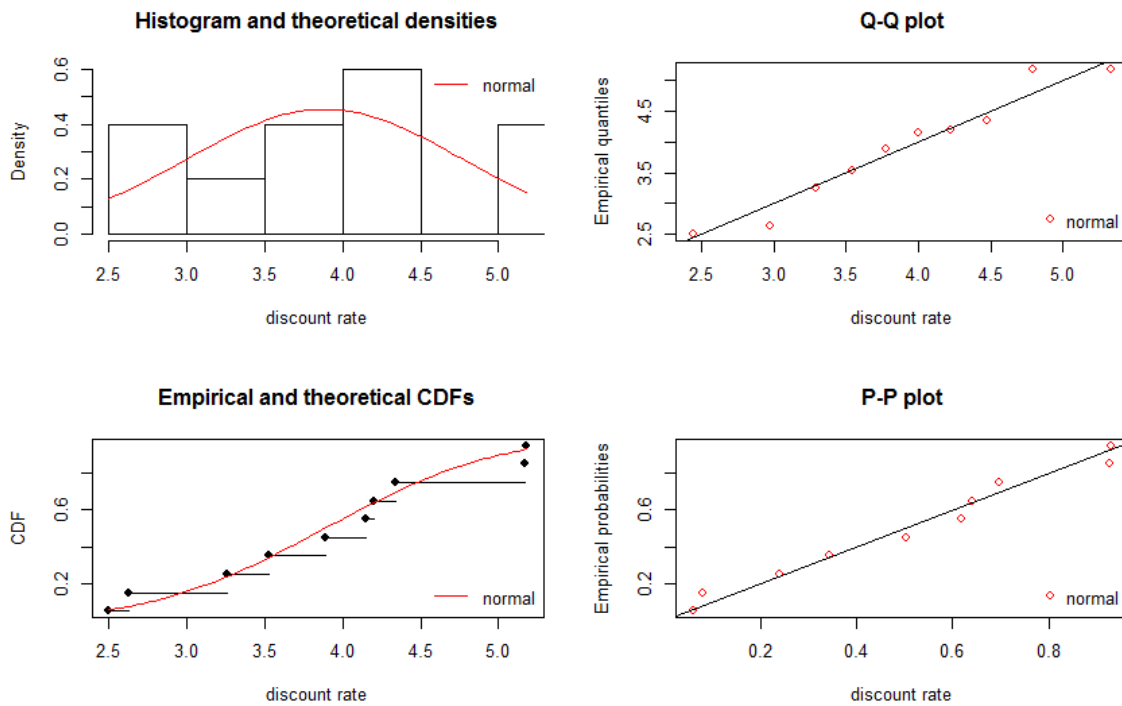 Histogram and theoretical densities
Density
0.0 0.2 0.4 0.6
normal
2.5 3.0 3.5 4.0 4.5 5.0
discount rate
Q-Q plot
Empirical quantiles
2.5 3.5 4.5
normal
2.5 3.0 3.5 4.0 4.5 5.0
discount rate
Empirical and theoretical CDFs
CDF
0.2 0.6
normal
2.5 3.0 3.5 4.0 4.5 5.0
discount rate
P-P plot
Empirical probabilities
0.2 0.6
normal
0.2 0.4 0.6 0.8
discount rate